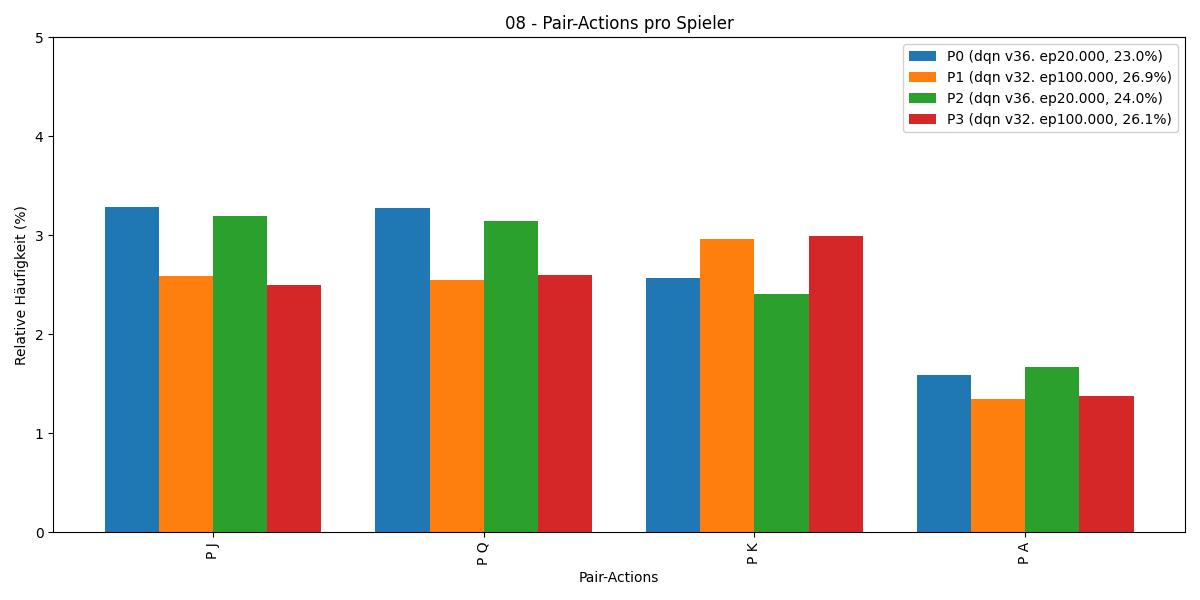 08 - Pair-Actions pro Spieler
5
4
3
2
1
0
Relative Häufigkeit (%)
P0 (dqn v36. ep20.000, 23.0%)
P1 (dqn v32. ep100.000, 26.9%)
P2 (dqn v36. ep20.000, 24.0%)
P3 (dqn v32. ep100.000, 26.1%)
P J
P Q
P K
P A
Pair-Actions